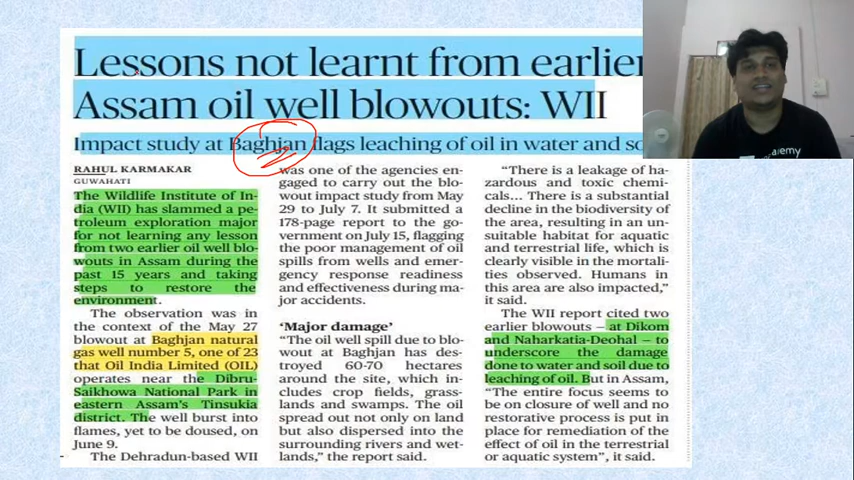 Lessons not learnt from earlier
Assam oil well blowouts: WII
Impact study at Baghjan flags leaching of oil in water and so
RAHUL KARMAKAR
GUWAHATI
The Wildlife Institute of In-
dia (WII) has slammed a pe-
troleum exploration major
for not learning any lesson
from two earlier oil well blo-
wouts in Assam during the
past 15 years and taking
steps to restore the
environment.
The observation was in
the context of the May 27
blowout at Baghjan natural
gas well number 5, one of 23
that Oil India Limited (OIL)
operates near the Dibru-
Saikhowa National Park in
eastern Assam's Tinsukia
district. The well burst into
flames, yet to be doused, on
June 9.
The Dehradun-based WII
was one of the agencies en-
gaged to carry out the blo-
wout impact study from May
29 to July 7. It submitted a
178-page report to the go-
vernment on July 15, flagging
the poor management of oil
spills from wells and emer-
gency response readiness
and effectiveness during ma-
jor accidents.
'Major damage'
"The oil well spill due to blo-
wout at Baghjan has des-
troyed 60-70 hectares
around the site, which in-
cludes crop fields, grass-
lands and swamps. The oil
spread out not only on land
but also dispersed into the
surrounding rivers and wet-
lands," the report said.
"There is a leakage of ha-
zardous and toxic chemi-
cals... There is a substantial
decline in the biodiversity of
the area, resulting in an un-
suitable habitat for aquatic
and terrestrial life, which is
clearly visible in the mortali-
ties observed. Humans in
this area are also impacted,"
it said.
The WII report cited two
earlier blowouts – at Dikom
and Naharkatia-Deohal – to
underscore the damage
done to water and soil due to
leaching of oil. But in Assam,
"The entire focus seems to
be on closure of well and no
restorative process is put in
place for remediation of the
effect of oil in the terrestrial
or aquatic system", it said.